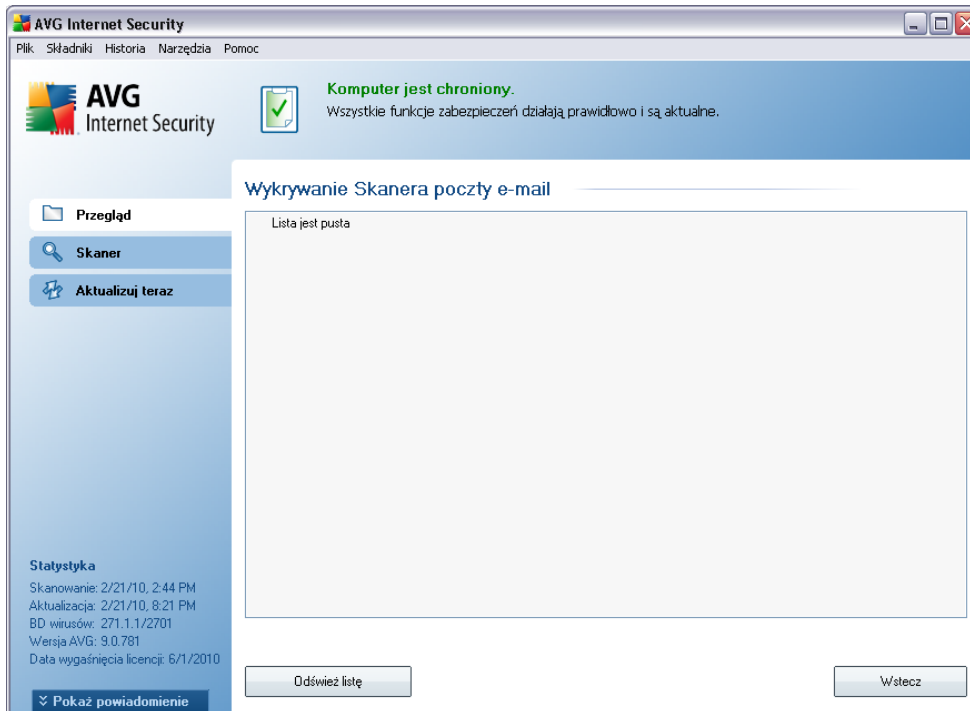 AVG Internet Security
Plik Składniki Historia Narzędzia Pomoc
AVG
Internet Security
Komputer jest chroniony.
Wszystkie funkcje zabezpieczeń działają prawidłowo i są aktualne.
Przegląd
Skaner
Aktualizuj teraz
Wykrywanie Skanera poczty e-mail
Lista jest pusta
Statystyka
Skanowanie: 2/21/10, 2:44 PM
Aktualizacja: 2/21/10, 8:21 PM
BD wirusów: 271.1.1/2701
Wersja AVG: 9.0.781
Data wygaśnięcia licencji: 6/1/2010
Pokaż powiadomienie
Odśwież listę
Wstecz